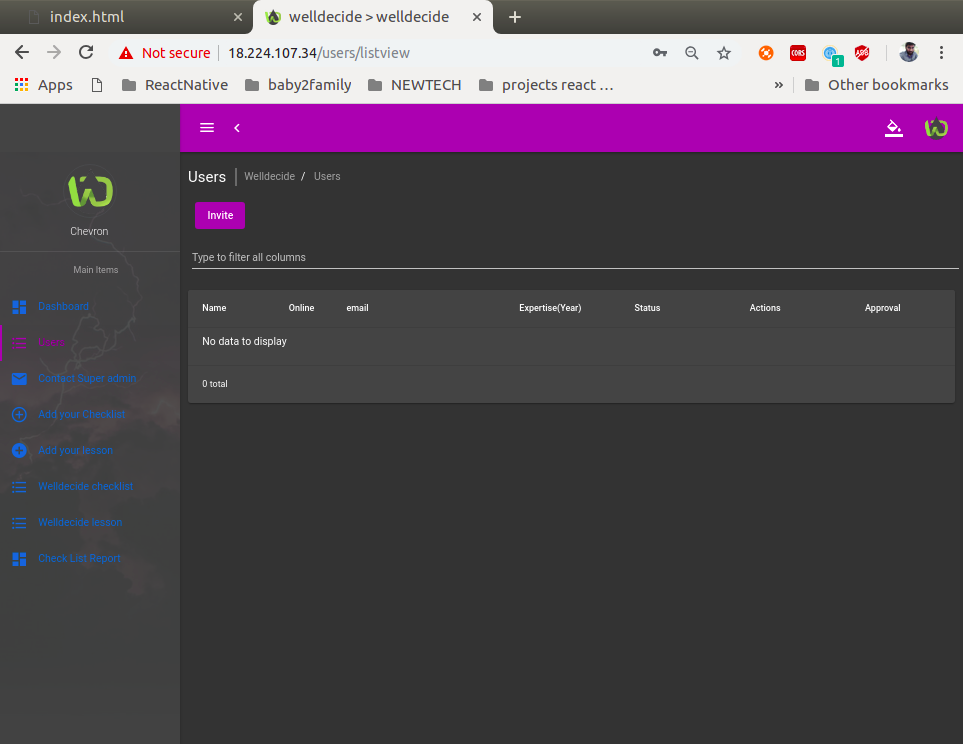 index.html
welldecide > welldecide
Not secure | 18.224.107.34/users/listview
CORS
1
ABP
Apps
ReactNative
baby2family
NEWTECH
projects react ...
»
Other bookmarks
Chevron
Main Items
Dashboard
Contact Super admin
Add your Checklist
Add your lesson
Welldecide checklist
Welldecide lesson
Check List Report
Users | Welldecide / Users
Invite
Type to filter all columns
Name Online email Expertise(Year) Status Actions Approval
No data to display
0 total